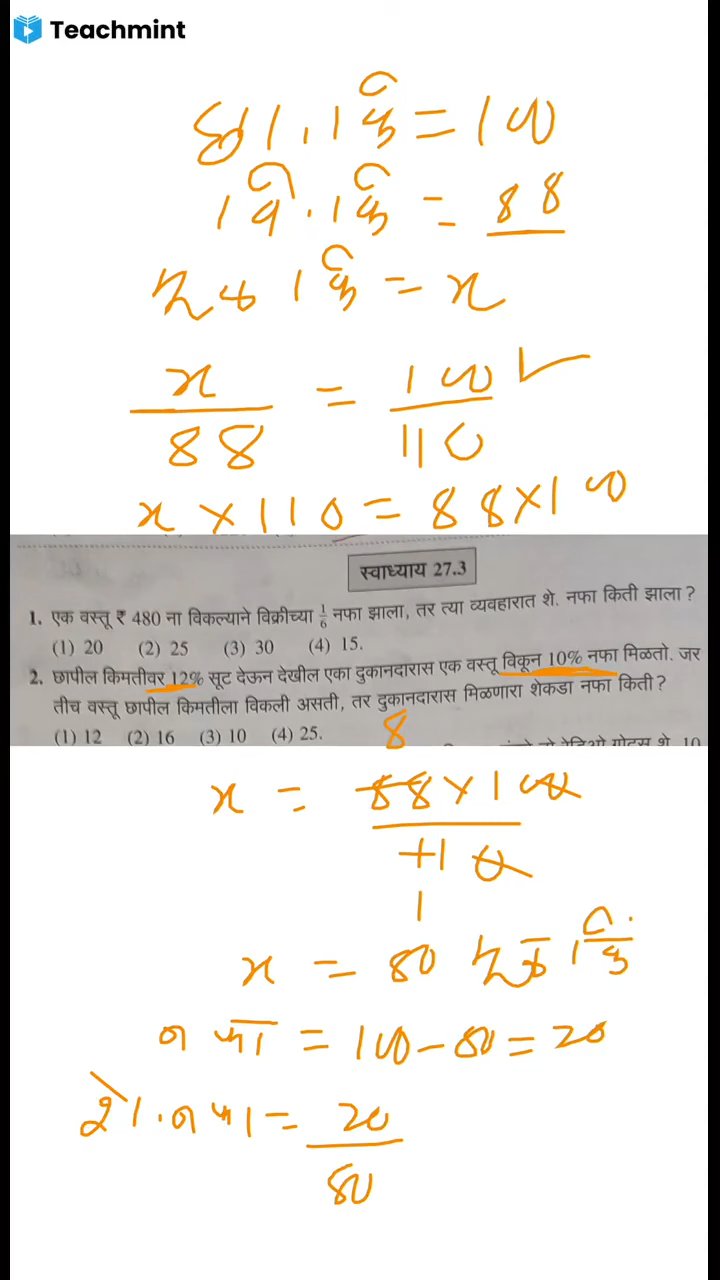 Teachmint
छा. किं = 100
वि. किं = 88
खरे. किं = x
x/88 = 100/110
x × 110 = 88 × 100
स्वाध्याय 27.3
1. एक वस्तू ₹ 480 ना विकल्याने विक्रीच्या 1/6 नफा झाला, तर त्या व्यवहारात शे. नफा किती झाला ?
(1) 20 (2) 25 (3) 30 (4) 15.
2. छापील किमतीवर 12% सूट देऊन देखील एका दुकानदारास एक वस्तू विकून 10% नफा मिळतो. जर
तीच वस्तू छापील किमतीला विकली असती, तर दुकानदारास मिळणारा शेकडा नफा किती ?
(1) 12 (2) 16 (3) 10 (4) 25.
8
x = 88 × 100 / 110
1
x = 80
नफा = 100 - 80 = 20
शे. नफा = 20/80